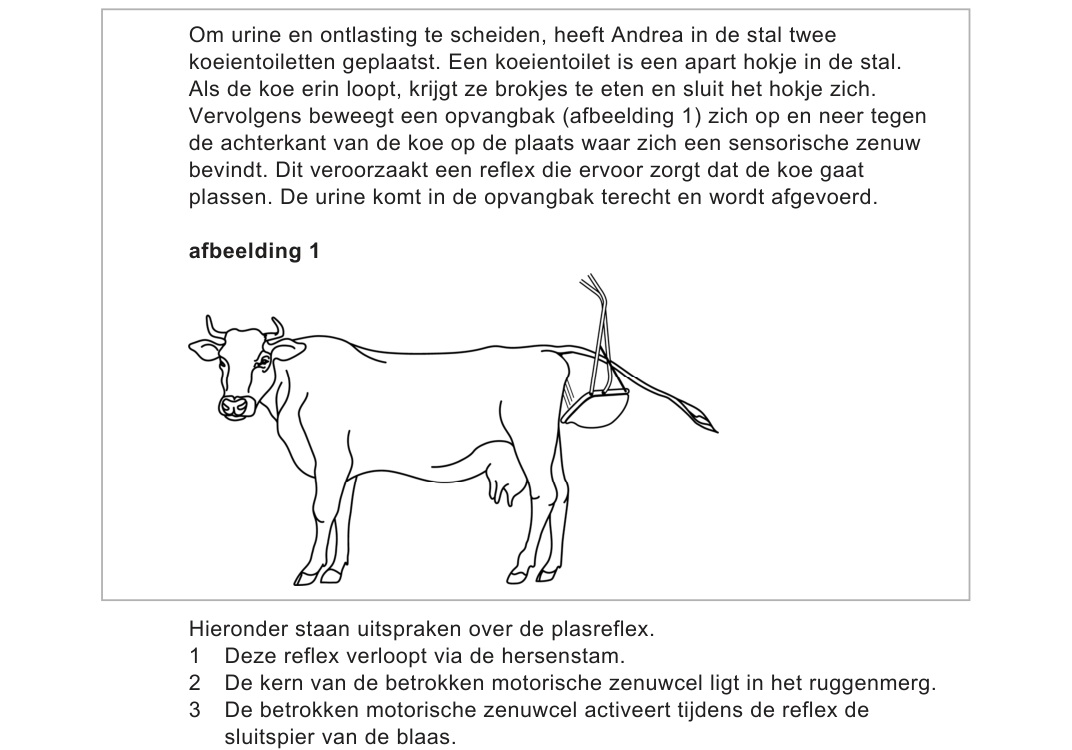 Om urine en ontlasting te scheiden, heeft Andrea in de stal twee
koeientoiletten geplaatst. Een koeientoilet is een apart hokje in de stal.
Als de koe erin loopt, krijgt ze brokjes te eten en sluit het hokje zich.
Vervolgens beweegt een opvangbak (afbeelding 1) zich op en neer tegen
de achterkant van de koe op de plaats waar zich een sensorische zenuw
bevindt. Dit veroorzaakt een reflex die ervoor zorgt dat de koe gaat
plassen. De urine komt in de opvangbak terecht en wordt afgevoerd.
afbeelding 1
Hieronder staan uitspraken over de plasreflex.
1 Deze reflex verloopt via de hersenstam.
2 De kern van de betrokken motorische zenuwcel ligt in het ruggenmerg.
3 De betrokken motorische zenuwcel activeert tijdens de reflex de
sluitspier van de blaas.